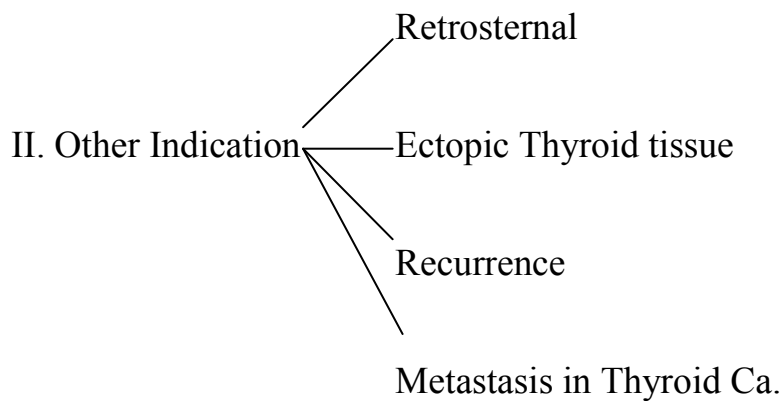 Retrosternal
II. Other Indication Ectopic Thyroid tissue
Recurrence
Metastasis in Thyroid Ca.